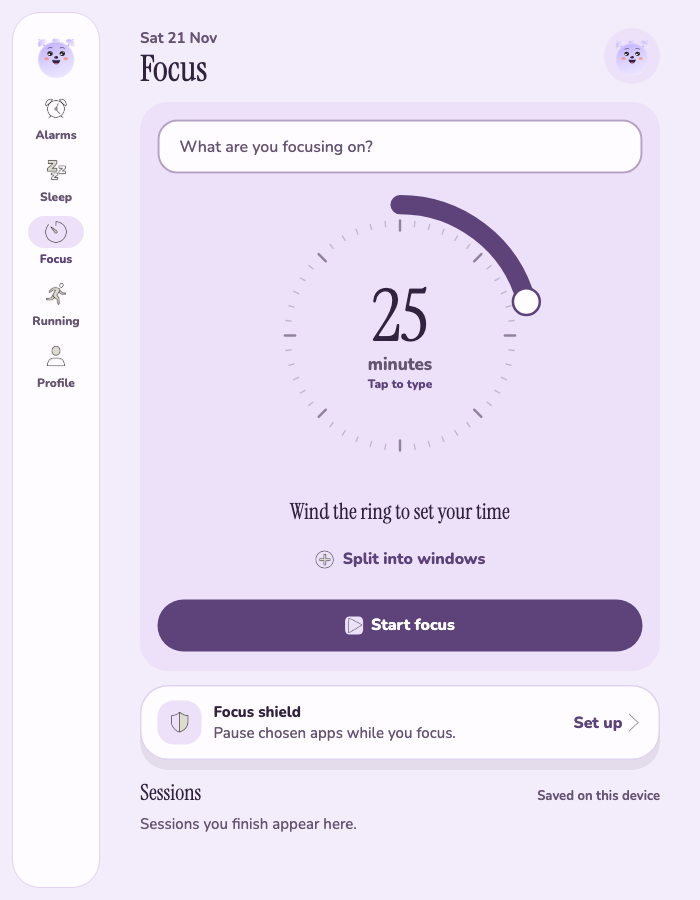 Sat 21 Nov
Focus
Alarms
Sleep
Focus
Running
Profile
What are you focusing on?
25
minutes
Tap to type
Wind the ring to set your time
Split into windows
Start focus
Focus shield
Pause chosen apps while you focus.
Set up
Sessions
Saved on this device
Sessions you finish appear here.